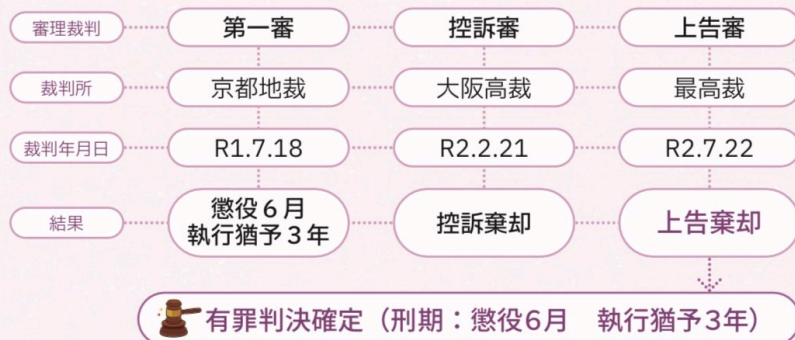 審理裁判 第一審 控訴審 上告審
裁判所 京都地裁 大阪高裁 最高裁
裁判年月日 R1.7.18 R2.2.21 R2.7.22
結果 懲役6月 控訴棄却 上告棄却
執行猶予3年
有罪判決確定（刑期：懲役6月　執行猶予3年）